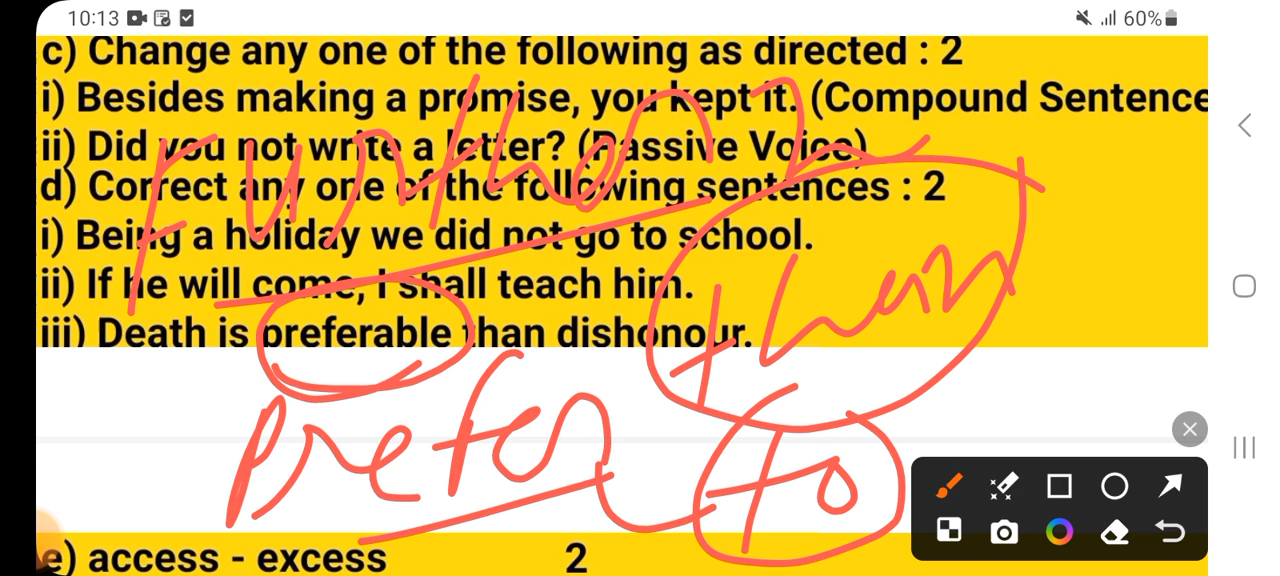 10:13 60%
c) Change any one of the following as directed : 2
i) Besides making a promise, you kept it. (Compound Sentence
ii) Did you not write a letter? (Passive Voice)
d) Correct any one of the following sentences : 2
i) Being a holiday we did not go to school.
ii) If he will come, I shall teach him.
iii) Death is preferable than dishonour.
than
prefer to
e) access - excess 2